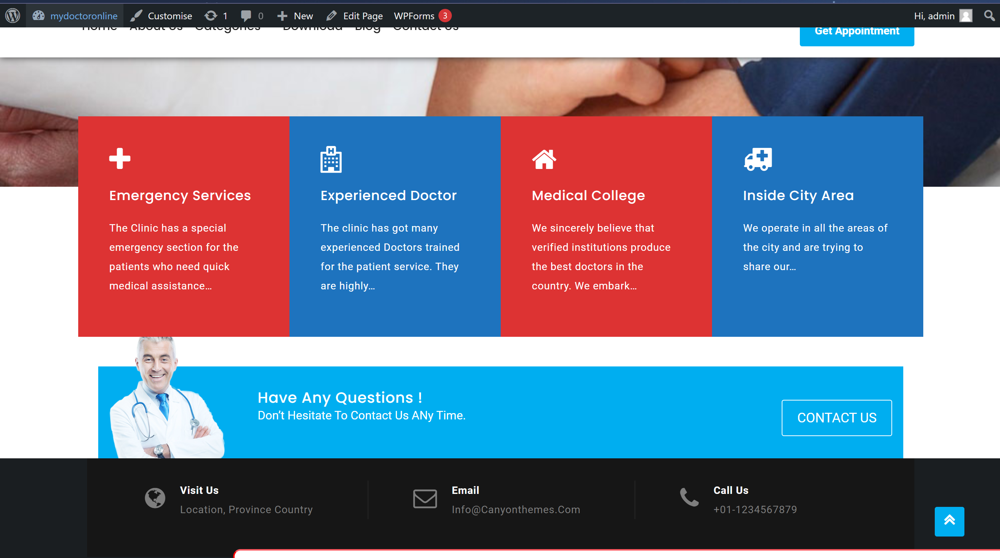 mydoctoronline Customise 1 0 New Edit Page WPForms 3 Hi, admin
Home About Us Categories Download Blog Contact Us
Get Appointment
Emergency Services
The Clinic has a special
emergency section for the
patients who need quick
medical assistance…
Experienced Doctor
The clinic has got many
experienced Doctors trained
for the patient service. They
are highly…
Medical College
We sincerely believe that
verified institutions produce
the best doctors in the
country. We embark…
Inside City Area
We operate in all the areas of
the city and are trying to
share our…
Have Any Questions !
Don’t Hesitate To Contact Us ANy Time.
CONTACT US
Visit Us
Location, Province Country
Email
Info@Canyonthemes.Com
Call Us
+01-1234567879